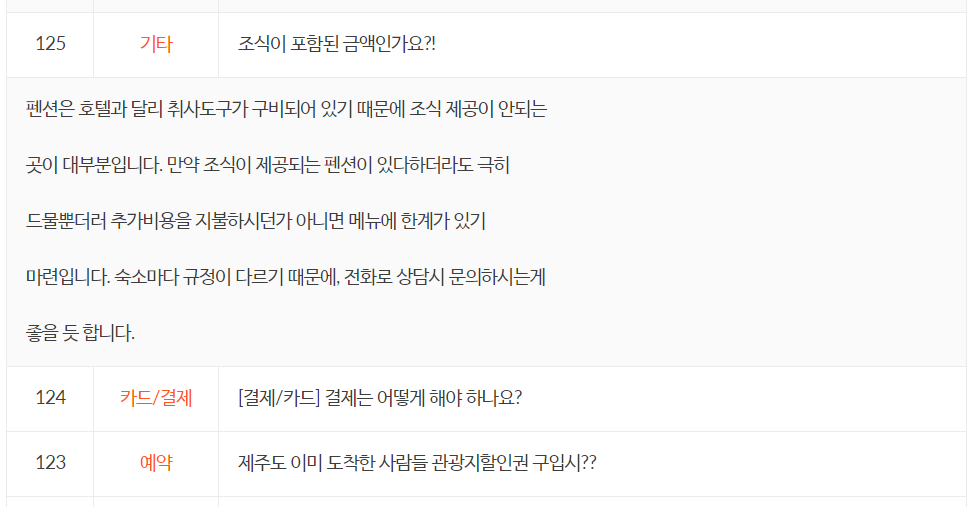 125 기타 조식이 포함된 금액인가요?!
펜션은 호텔과 달리 취사도구가 구비되어 있기 때문에 조식 제공이 안되는
곳이 대부분입니다. 만약 조식이 제공되는 펜션이 있다하더라도 극히
드물뿐더러 추가비용을 지불하시던가 아니면 메뉴에 한계가 있기
마련입니다. 숙소마다 규정이 다르기 때문에, 전화로 상담시 문의하시는게
좋을 듯 합니다.
124 카드/결제 [결제/카드] 결제는 어떻게 해야 하나요?
123 예약 제주도 이미 도착한 사람들 관광지할인권 구입시??